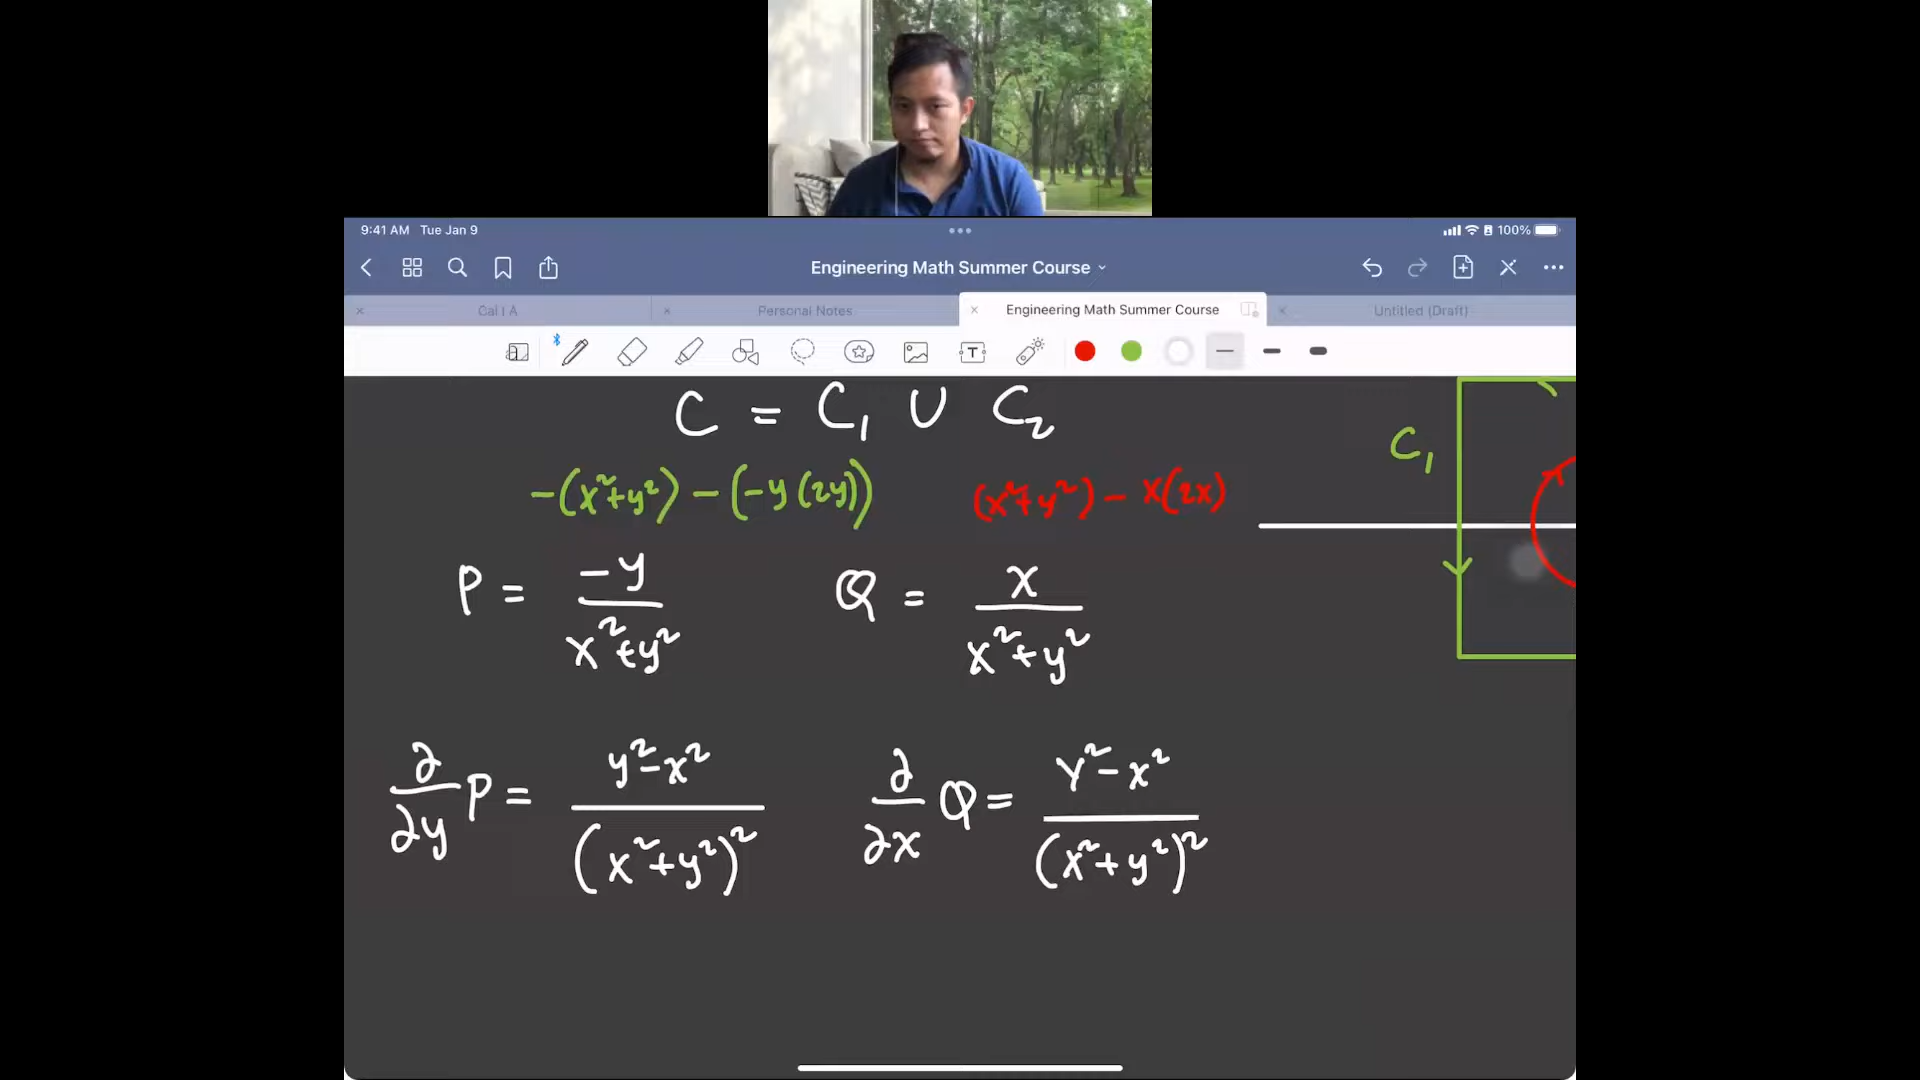 9:41 AM Tue Jan 9
100%
Engineering Math Summer Course
Cal I A
Personal Notes
Engineering Math Summer Course
Untitled (Draft)
T
C = C₁ ∪ C₂
C₁
-(x²+y²) - (-y(2y))
(x²+y²) - x(2x)
P = -y / x²+y²
Q = x / x²+y²
∂/∂y P = y²-x² / (x²+y²)²
∂/∂x Q = y²-x² / (x²+y²)²